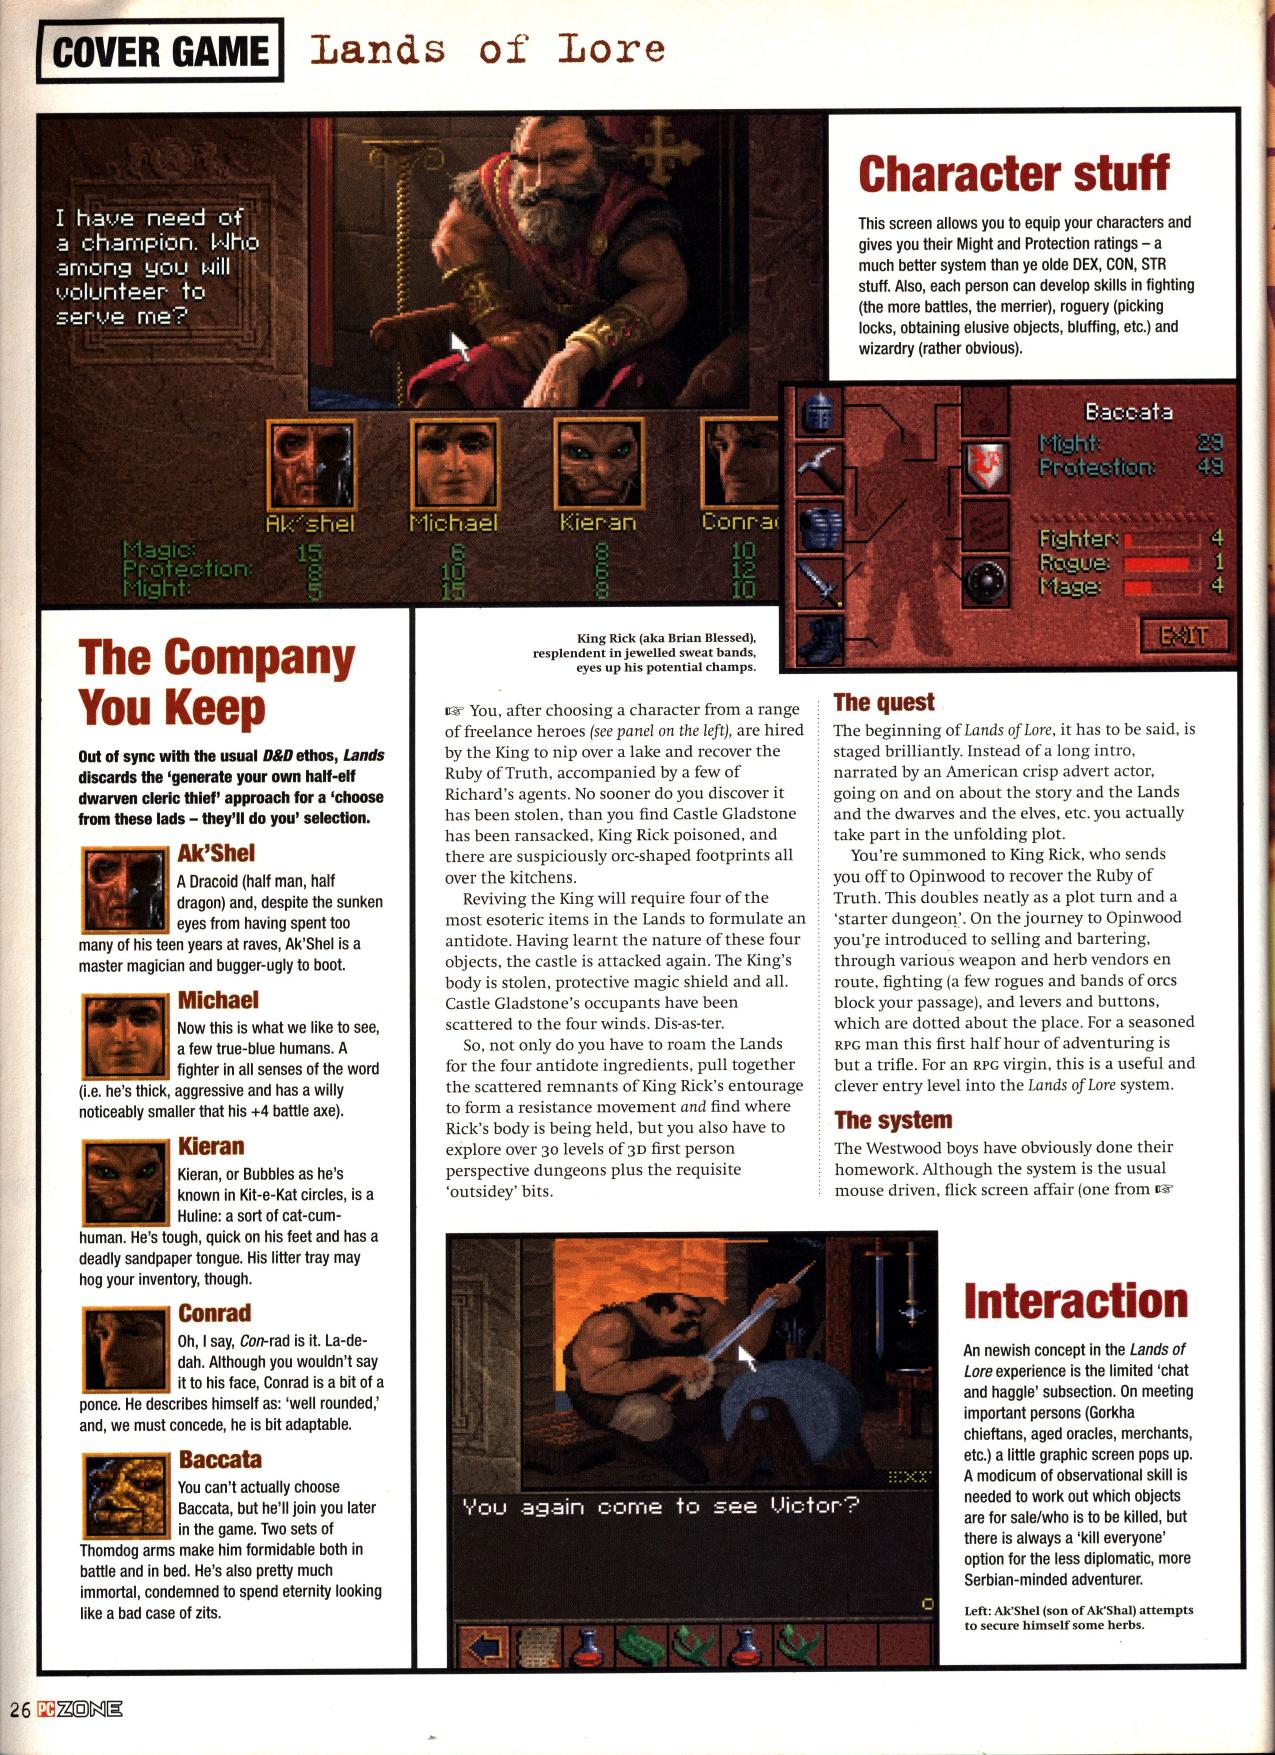 COVER GAME
Lands of Lore
I have need of
a champion. Who
among you will
volunteer to
serve me?
Ak'shel
Michael
Kieran
Conra
Magic: 15 6 8 10
Protection: 8 10 6 12
Might: 5 15 8 10
Character stuff
This screen allows you to equip your characters and
gives you their Might and Protection ratings – a
much better system than ye olde DEX, CON, STR
stuff. Also, each person can develop skills in fighting
(the more battles, the merrier), roguery (picking
locks, obtaining elusive objects, bluffing, etc.) and
wizardry (rather obvious).
Baccata
Might: 29
Protection: 49
Fighter: 4
Rogue: 1
Mage: 4
EXIT
The Company
You Keep
Out of sync with the usual D&D ethos, Lands
discards the ‘generate your own half-elf
dwarven cleric thief’ approach for a ‘choose
from these lads – they’ll do you’ selection.
Ak’Shel
A Dracoid (half man, half
dragon) and, despite the sunken
eyes from having spent too
many of his teen years at raves, Ak’Shel is a
master magician and bugger-ugly to boot.
Michael
Now this is what we like to see,
a few true-blue humans. A
fighter in all senses of the word
(i.e. he’s thick, aggressive and has a willy
noticeably smaller that his +4 battle axe).
Kieran
Kieran, or Bubbles as he’s
known in Kit-e-Kat circles, is a
Huline: a sort of cat-cum-
human. He’s tough, quick on his feet and has a
deadly sandpaper tongue. His litter tray may
hog your inventory, though.
Conrad
Oh, I say, Con-rad is it. La-de-
dah. Although you wouldn’t say
it to his face, Conrad is a bit of a
ponce. He describes himself as: ‘well rounded,’
and, we must concede, he is bit adaptable.
Baccata
You can’t actually choose
Baccata, but he’ll join you later
in the game. Two sets of
Thomdog arms make him formidable both in
battle and in bed. He’s also pretty much
immortal, condemned to spend eternity looking
like a bad case of zits.
King Rick (aka Brian Blessed),
resplendent in jewelled sweat bands,
eyes up his potential champs.
☞ You, after choosing a character from a range
of freelance heroes (see panel on the left), are hired
by the King to nip over a lake and recover the
Ruby of Truth, accompanied by a few of
Richard’s agents. No sooner do you discover it
has been stolen, than you find Castle Gladstone
has been ransacked, King Rick poisoned, and
there are suspiciously orc-shaped footprints all
over the kitchens.
Reviving the King will require four of the
most esoteric items in the Lands to formulate an
antidote. Having learnt the nature of these four
objects, the castle is attacked again. The King’s
body is stolen, protective magic shield and all.
Castle Gladstone’s occupants have been
scattered to the four winds. Dis-as-ter.
So, not only do you have to roam the Lands
for the four antidote ingredients, pull together
the scattered remnants of King Rick’s entourage
to form a resistance movement and find where
Rick’s body is being held, but you also have to
explore over 30 levels of 3D first person
perspective dungeons plus the requisite
‘outsidey’ bits.
The quest
The beginning of Lands of Lore, it has to be said, is
staged brilliantly. Instead of a long intro,
narrated by an American crisp advert actor,
going on and on about the story and the Lands
and the dwarves and the elves, etc. you actually
take part in the unfolding plot.
You’re summoned to King Rick, who sends
you off to Opinwood to recover the Ruby of
Truth. This doubles neatly as a plot turn and a
‘starter dungeon’. On the journey to Opinwood
you’re introduced to selling and bartering,
through various weapon and herb vendors en
route, fighting (a few rogues and bands of orcs
block your passage), and levers and buttons,
which are dotted about the place. For a seasoned
RPG man this first half hour of adventuring is
but a trifle. For an RPG virgin, this is a useful and
clever entry level into the Lands of Lore system.
The system
The Westwood boys have obviously done their
homework. Although the system is the usual
mouse driven, flick screen affair (one from ☞
You again come to see Victor?
Interaction
An newish concept in the Lands of
Lore experience is the limited ‘chat
and haggle’ subsection. On meeting
important persons (Gorkha
chieftans, aged oracles, merchants,
etc.) a little graphic screen pops up.
A modicum of observational skill is
needed to work out which objects
are for sale/who is to be killed, but
there is always a ‘kill everyone’
option for the less diplomatic, more
Serbian-minded adventurer.
Left: Ak’Shel (son of Ak’Shal) attempts
to secure himself some herbs.
26 PC ZONE